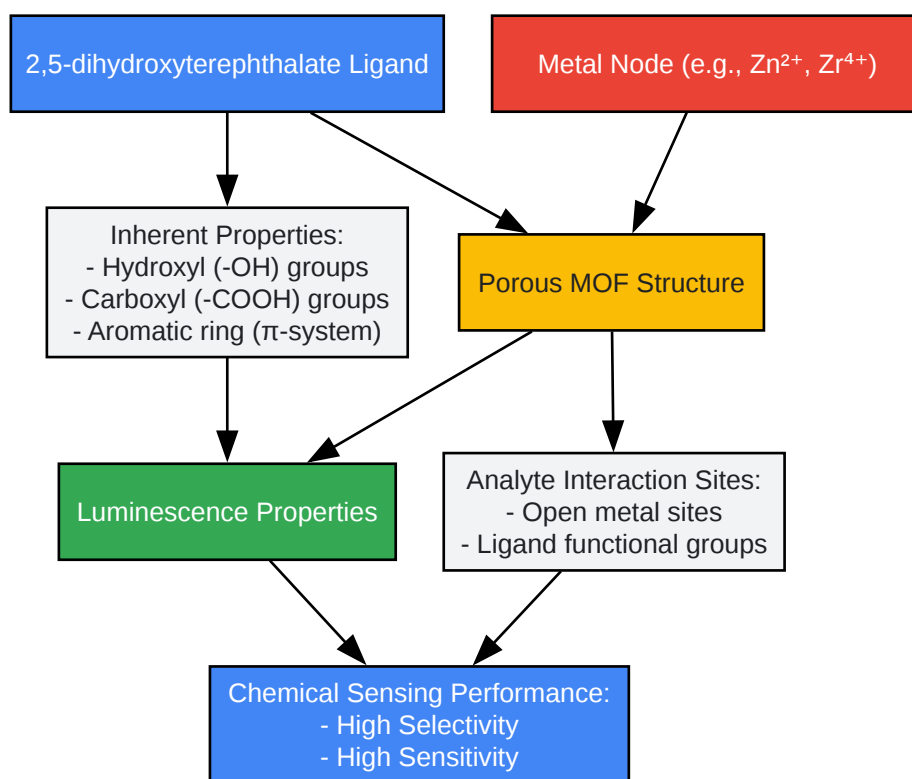 2,5-dihydroxyterephthalate Ligand
Metal Node (e.g., Zn²⁺, Zr⁴⁺)
Inherent Properties:
- Hydroxyl (-OH) groups
- Carboxyl (-COOH) groups
- Aromatic ring (π-system)
Porous MOF Structure
Luminescence Properties
Analyte Interaction Sites:
- Open metal sites
- Ligand functional groups
Chemical Sensing Performance:
- High Selectivity
- High Sensitivity